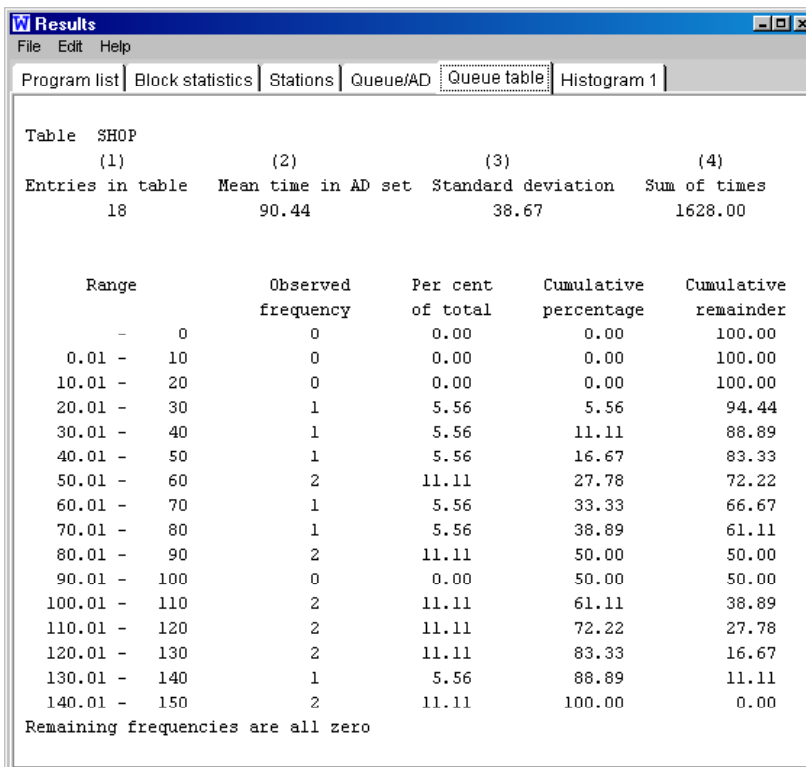 Results
File Edit Help
Program list Block statistics Stations Queue/AD Queue table Histogram 1
Table SHOP
(1) (2) (3) (4)
Entries in table Mean time in AD set Standard deviation Sum of times
18 90.44 38.67 1628.00
Range Observed Per cent Cumulative Cumulative
frequency of total percentage remainder
- 0 0 0.00 0.00 100.00
0.01 - 10 0 0.00 0.00 100.00
10.01 - 20 0 0.00 0.00 100.00
20.01 - 30 1 5.56 5.56 94.44
30.01 - 40 1 5.56 11.11 88.89
40.01 - 50 1 5.56 16.67 83.33
50.01 - 60 2 11.11 27.78 72.22
60.01 - 70 1 5.56 33.33 66.67
70.01 - 80 1 5.56 38.89 61.11
80.01 - 90 2 11.11 50.00 50.00
90.01 - 100 0 0.00 50.00 50.00
100.01 - 110 2 11.11 61.11 38.89
110.01 - 120 2 11.11 72.22 27.78
120.01 - 130 2 11.11 83.33 16.67
130.01 - 140 1 5.56 88.89 11.11
140.01 - 150 2 11.11 100.00 0.00
Remaining frequencies are all zero